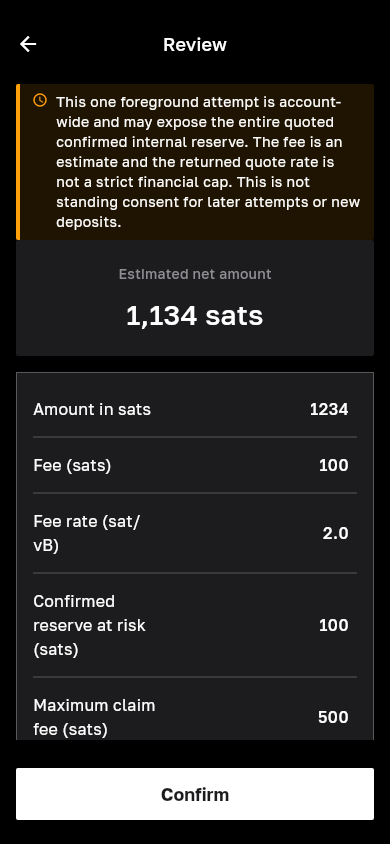 Review
This one foreground attempt is account-
wide and may expose the entire quoted
confirmed internal reserve. The fee is an
estimate and the returned quote rate is
not a strict financial cap. This is not
standing consent for later attempts or new
deposits.
Estimated net amount
1,134 sats
Amount in sats 1234
Fee (sats) 100
Fee rate (sat/
vB) 2.0
Confirmed
reserve at risk 100
(sats)
Maximum claim
fee (sats) 500
Confirm